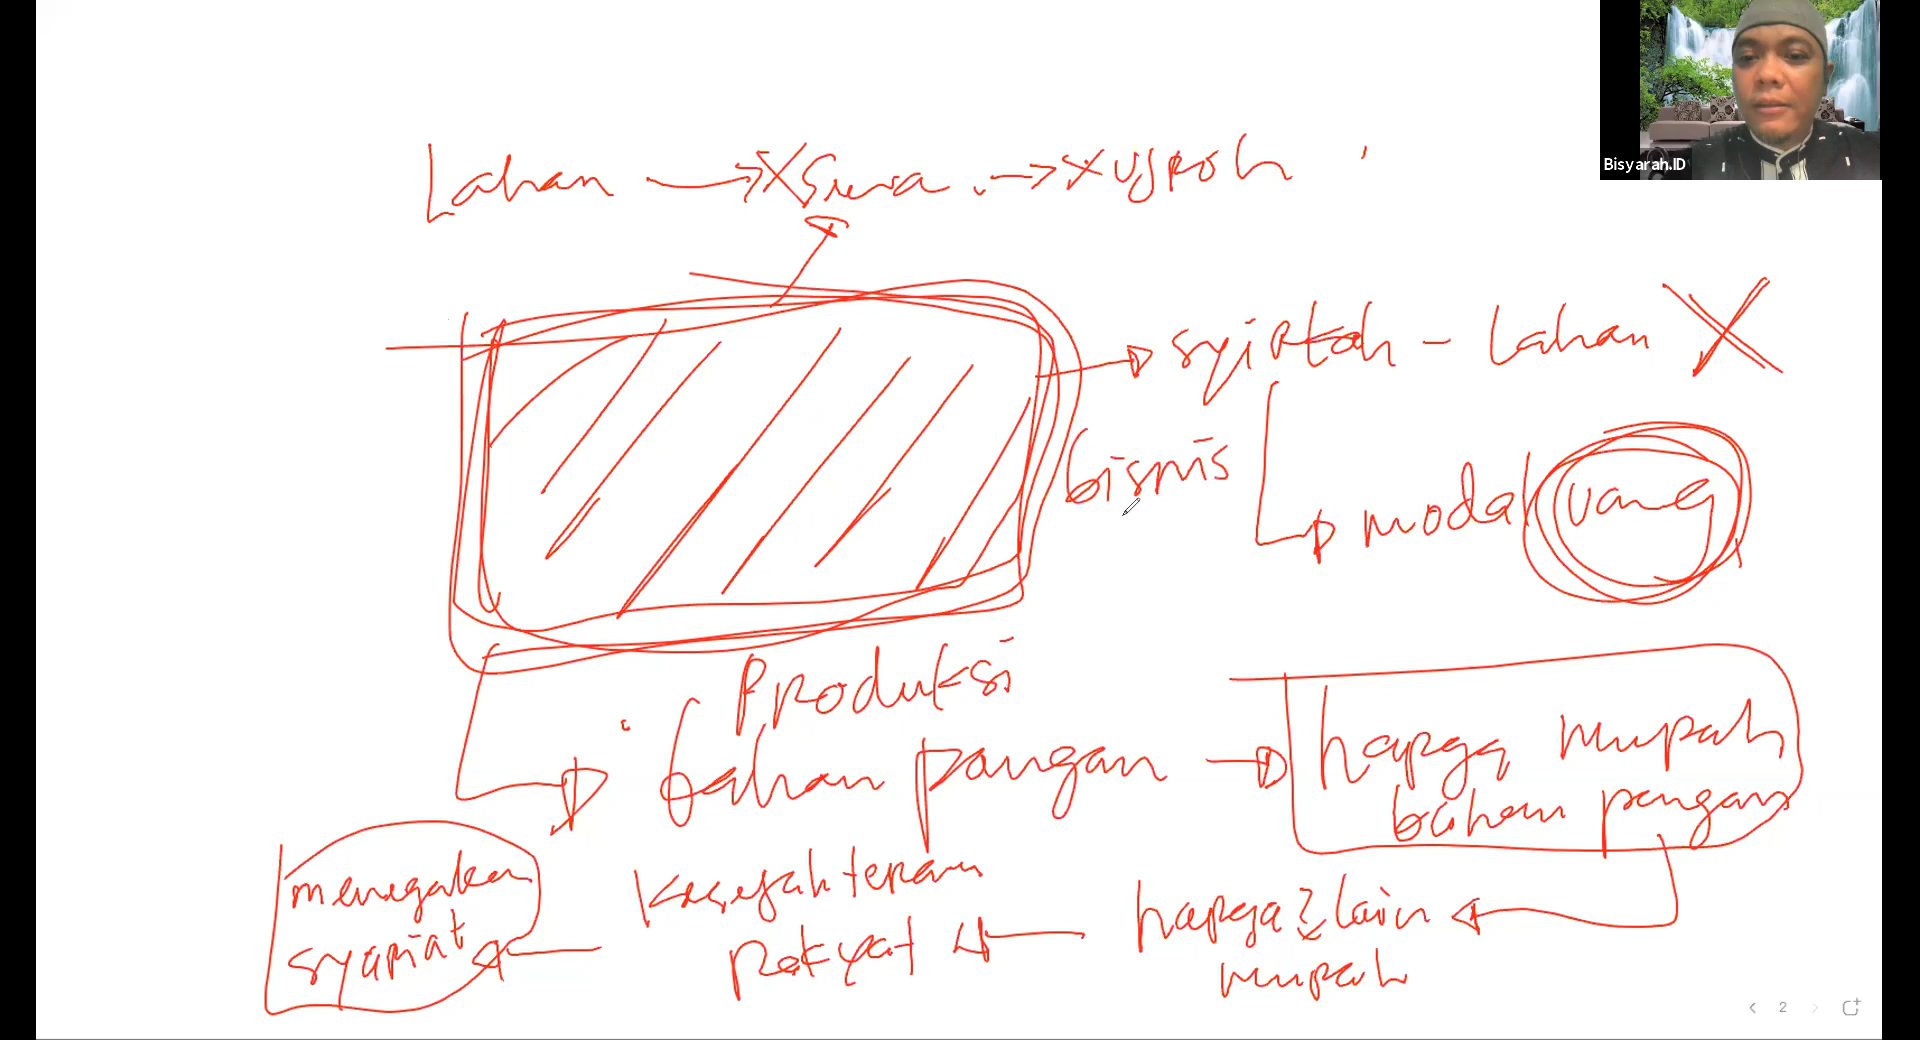 Bisyarah.ID
Lahan → X Sewa . → X ujroh
syirkah - Lahan X
bisnis
modal uang
Produksi
bahan pangan → harga murah
bahan pangan
menegakan
syariat
kesejahteraan
rakyat
harga2 lain
murah
2